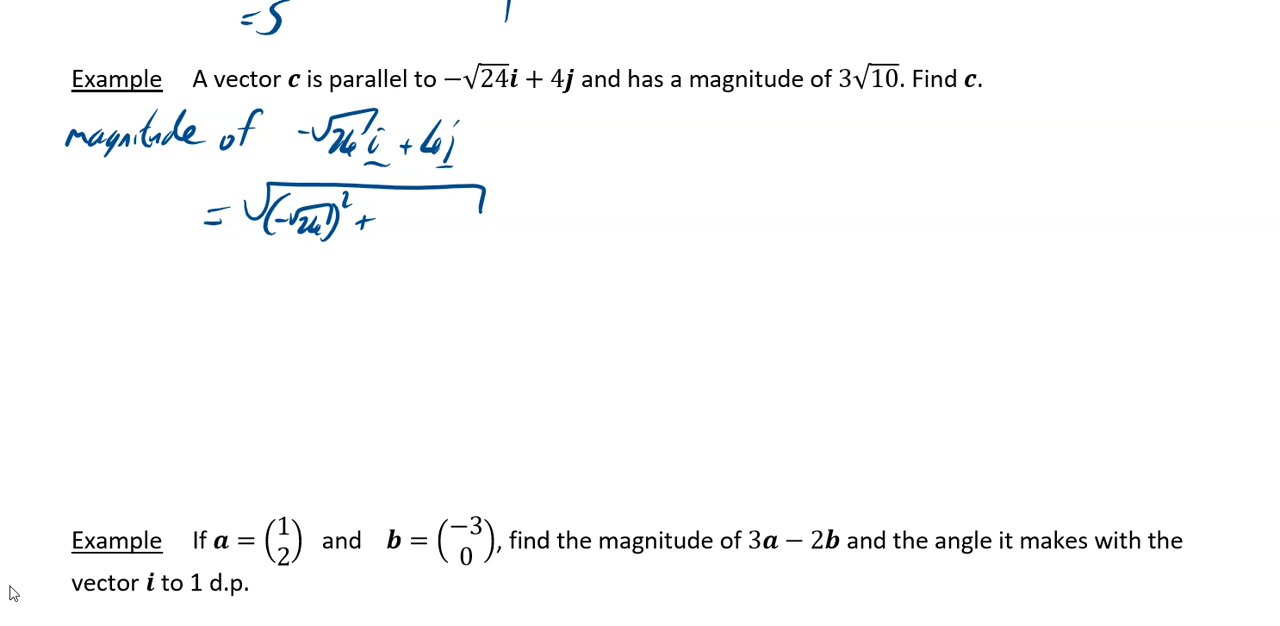 = 5
Example A vector c is parallel to −√24i + 4j and has a magnitude of 3√10. Find c.
magnitude of -√24 i + 4j
= √(-√24)² +
Example If a = (1 2) and b = (−3 0), find the magnitude of 3a − 2b and the angle it makes with the
vector i to 1 d.p.